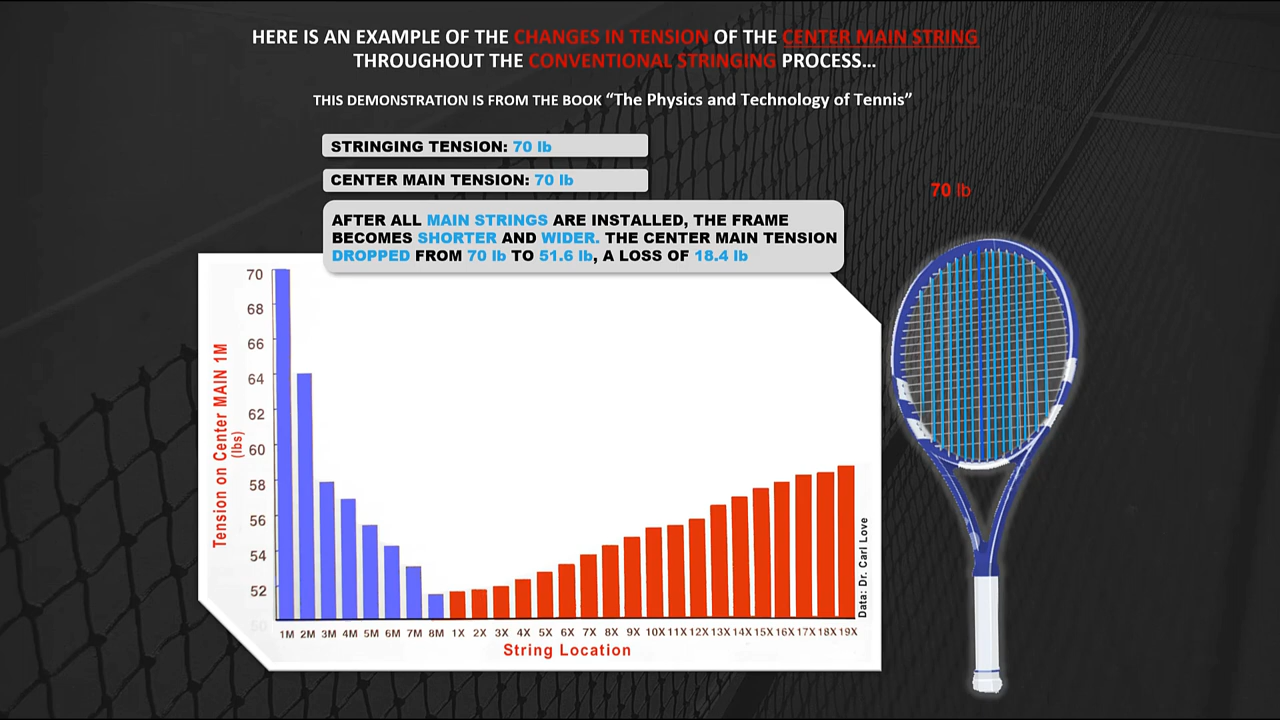 HERE IS AN EXAMPLE OF THE CHANGES IN TENSION OF THE CENTER MAIN STRING
THROUGHOUT THE CONVENTIONAL STRINGING PROCESS...
THIS DEMONSTRATION IS FROM THE BOOK “The Physics and Technology of Tennis”
STRINGING TENSION: 70 lb
CENTER MAIN TENSION: 70 lb
70 lb
AFTER ALL MAIN STRINGS ARE INSTALLED, THE FRAME
BECOMES SHORTER AND WIDER. THE CENTER MAIN TENSION
DROPPED FROM 70 lb TO 51.6 lb, A LOSS OF 18.4 lb
Tension on Center MAIN 1M
(lbs)
70
68
66
64
62
60
58
56
54
52
50
1M 2M 3M 4M 5M 6M 7M 8M 1X 2X 3X 4X 5X 6X 7X 8X 9X 10X 11X 12X 13X 14X 15X 16X 17X 18X 19X
String Location
Data: Dr. Carl Love